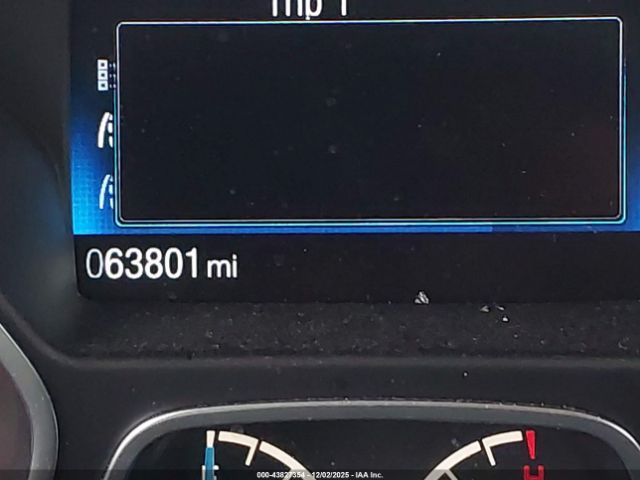 Trip 1
063801 mi
H
000-43827354 - 12/02/2025 - IAA Inc.